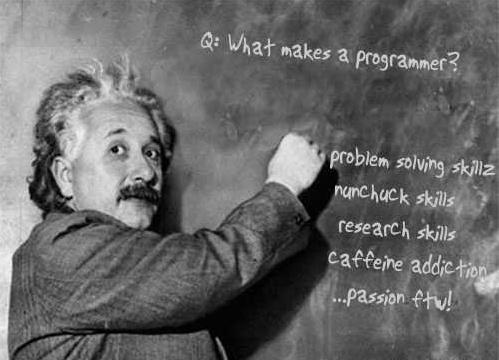 Q: What makes a programmer?
problem solving skillz
nunchuck skills
research skills
caffeine addiction
...passion ftw!